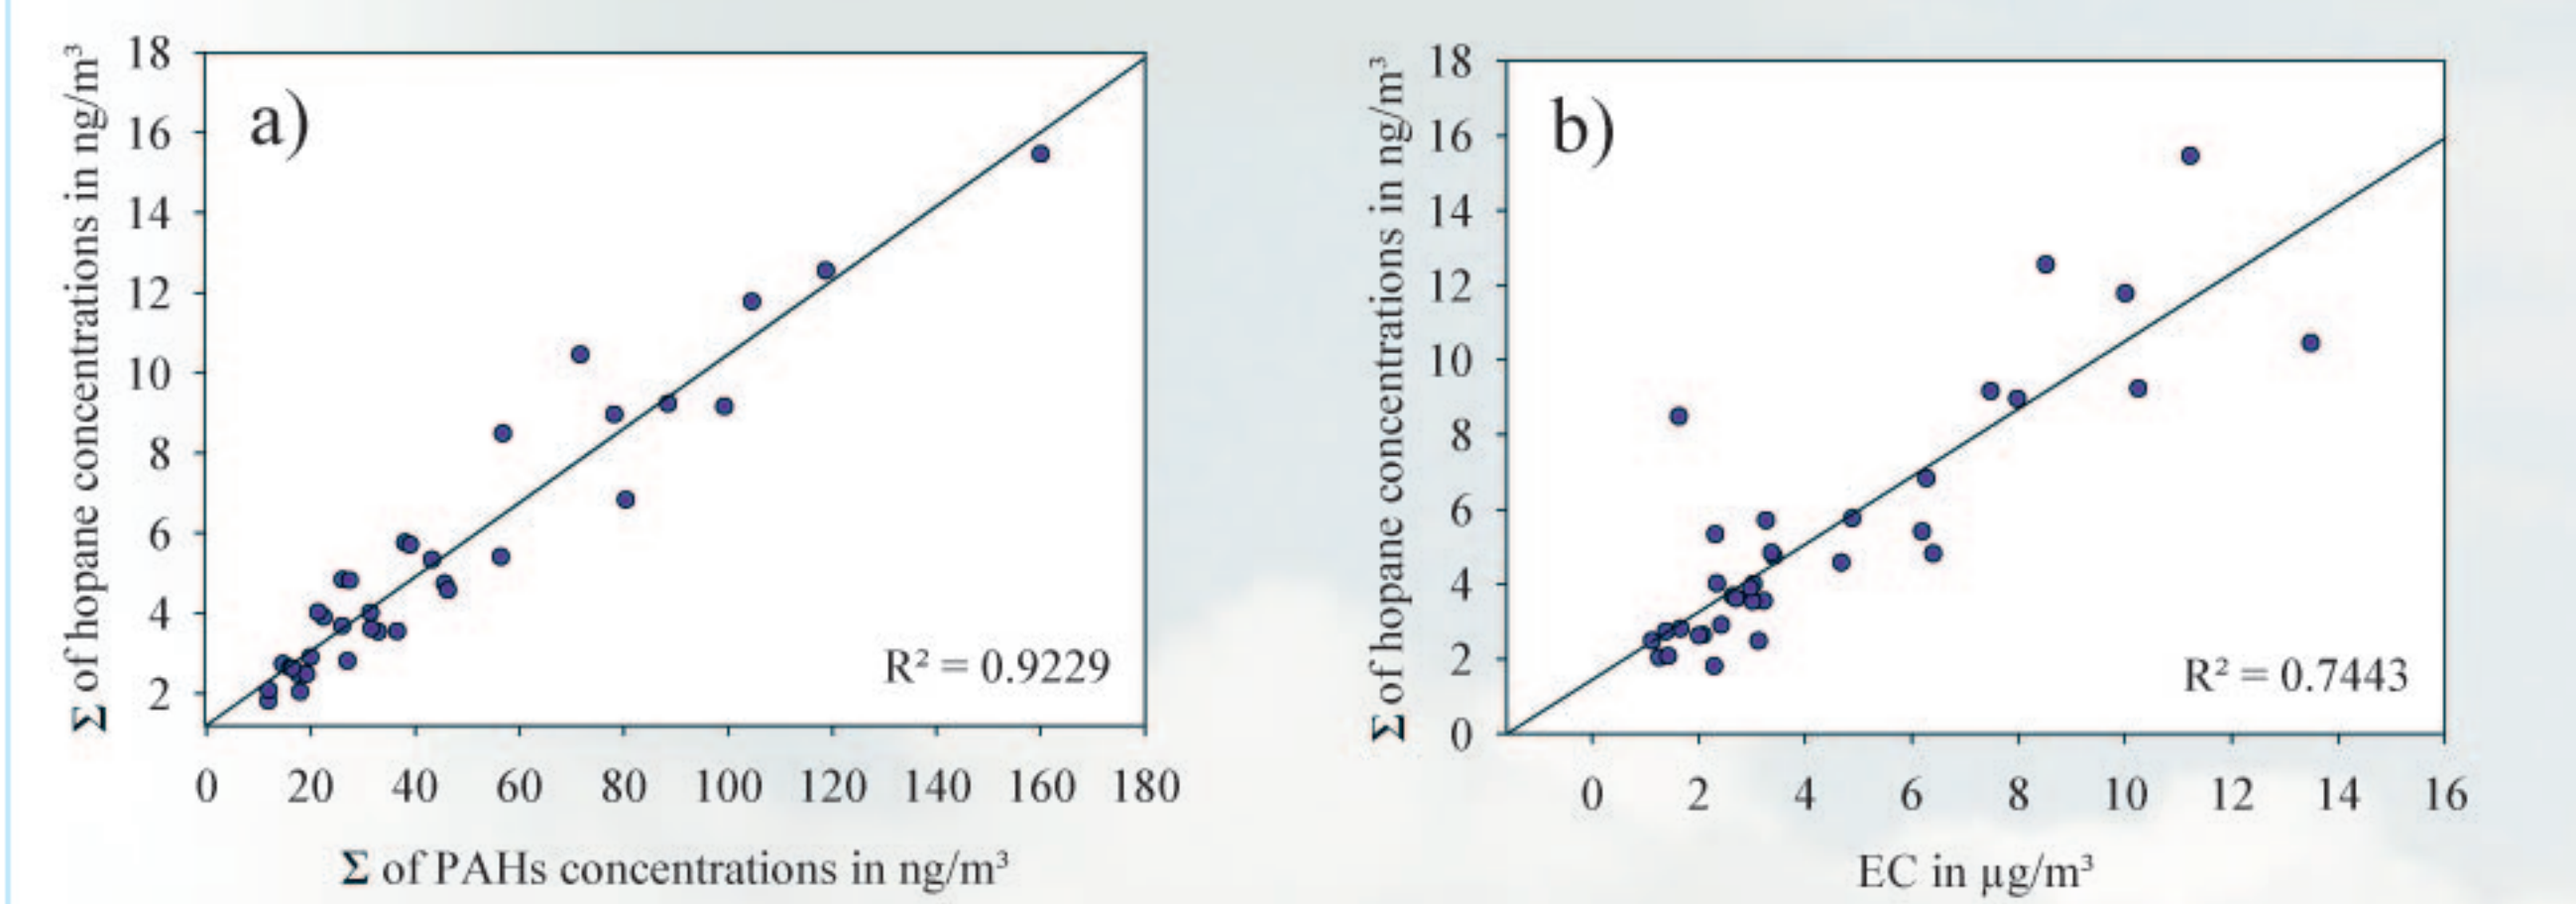 Σ of hopane concentrations in ng/m³
18
16
14
12
10
8
6
4
2
a)
R² = 0.9229
0 20 40 60 80 100 120 140 160 180
Σ of PAHs concentrations in ng/m³
Σ of hopane concentrations in ng/m³
18
16
14
12
10
8
6
4
2
0
b)
R² = 0.7443
0 2 4 6 8 10 12 14 16
EC in µg/m³